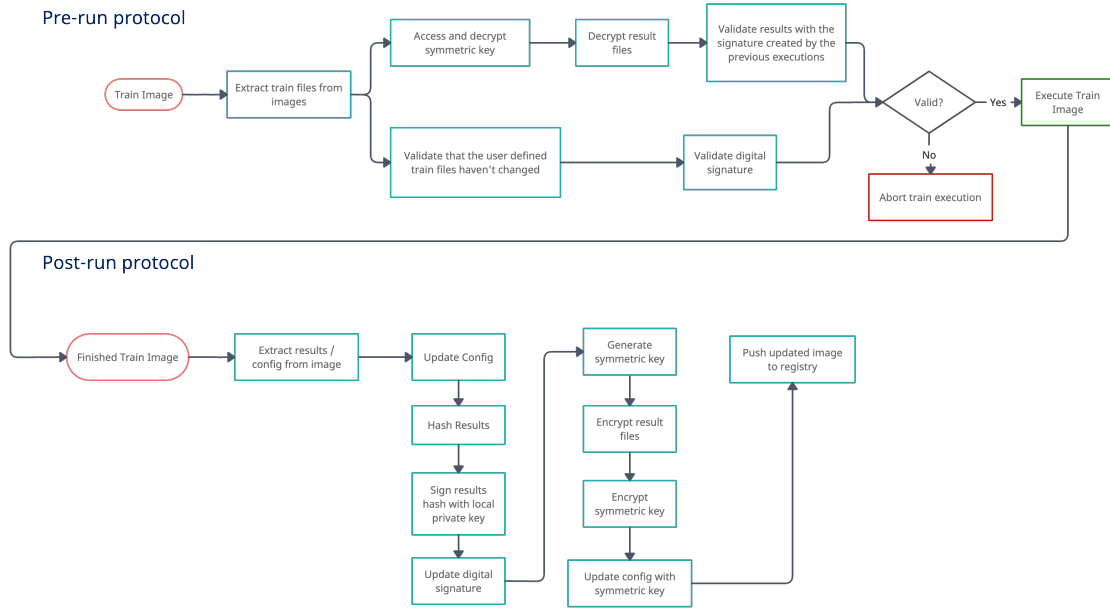 Pre-run protocol
Train Image
Extract train files from
images
Access and decrypt
symmetric key
Decrypt result
files
Validate results with the
signature created by the
previous executions
Validate that the user defined
train files haven't changed
Validate digital
signature
Valid?
Yes
Execute Train
Image
No
Abort train execution
Post-run protocol
Finished Train Image
Extract results /
config from image
Update Config
Hash Results
Sign results
hash with local
private key
Update digital
signature
Generate
symmetric key
Encrypt result
files
Encrypt
symmetric key
Update config with
symmetric key
Push updated image
to registry